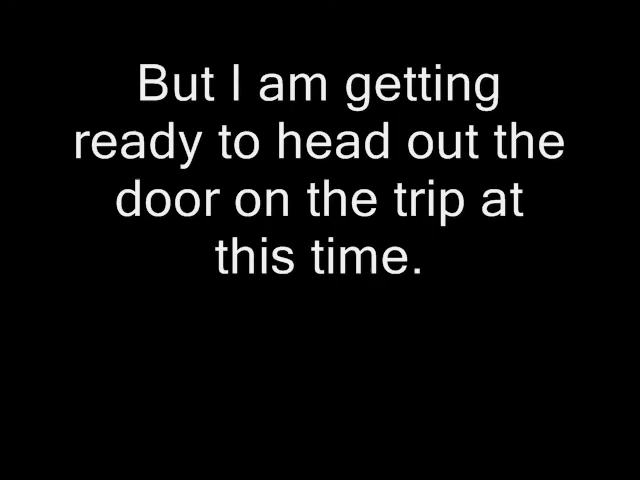 But I am getting
ready to head out the
door on the trip at
this time.